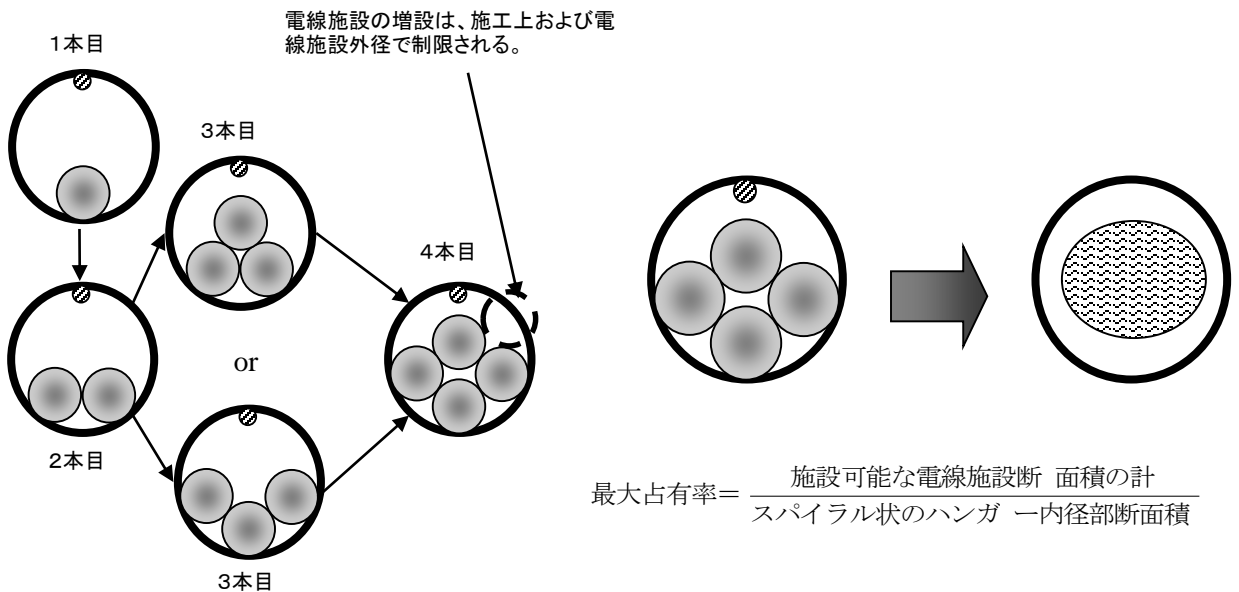 電線施設の増設は、施工上および電
線施設外径で制限される。
1本目
3本目
4本目
or
2本目
3本目
最大占有率＝ 施設可能な電線施設断 面積の計
スパイラル状のハンガ ー内径部断面積